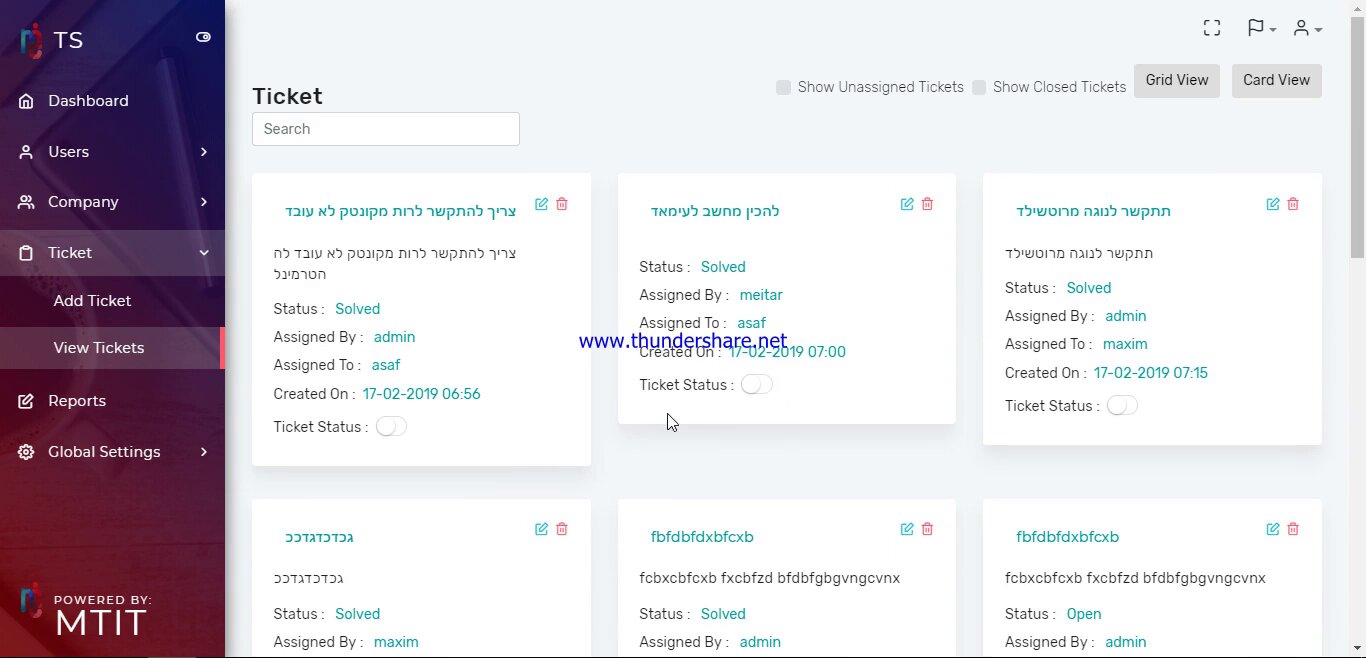 TS
Dashboard
Users
Company
Ticket
Add Ticket
View Tickets
Reports
Global Settings
POWERED BY:
MTIT
Ticket
Show Unassigned Tickets
Show Closed Tickets
Grid View
Card View
Search
צריך להתקשר לרות מקונטק לא עובד
צריך להתקשר לרות מקונטק לא עובד לה
הטרמינל
Status : Solved
Assigned By : admin
Assigned To : asaf
Created On : 17-02-2019 06:56
Ticket Status :
להכין מחשב לעימאד
Status : Solved
Assigned By : meitar
Assigned To : asaf
www.thundershare.net
Created On : 17-02-2019 07:00
Ticket Status :
תתקשר לנוגה מרוטשילד
תתקשר לנוגה מרוטשילד
Status : Solved
Assigned By : admin
Assigned To : maxim
Created On : 17-02-2019 07:15
Ticket Status :
גכדכדגדככ
גכדכדגדככ
Status : Solved
Assigned By : maxim
fbfdbfdxbfcxb
fcbxcbfcxb fxcbfzd bfdbfgbgvngcvnx
Status : Solved
Assigned By : admin
fbfdbfdxbfcxb
fcbxcbfcxb fxcbfzd bfdbfgbgvngcvnx
Status : Open
Assigned By : admin